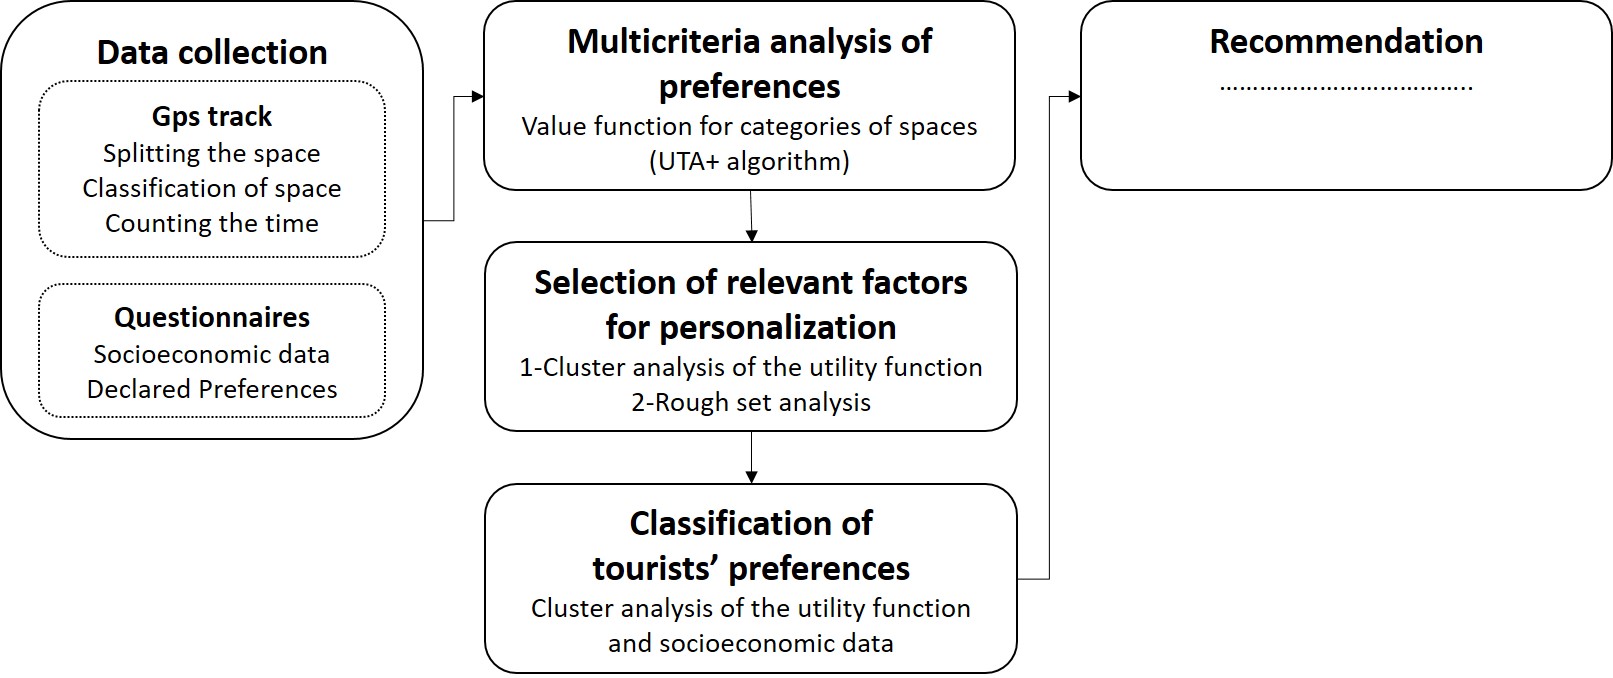 Data collection
Gps track
Splitting the space
Classification of space
Counting the time
Questionnaires
Socioeconomic data
Declared Preferences
Multicriteria analysis of
preferences
Value function for categories of spaces
(UTA+ algorithm)
Selection of relevant factors
for personalization
1-Cluster analysis of the utility function
2-Rough set analysis
Classification of
tourists’ preferences
Cluster analysis of the utility function
and socioeconomic data
Recommendation
………………………………..